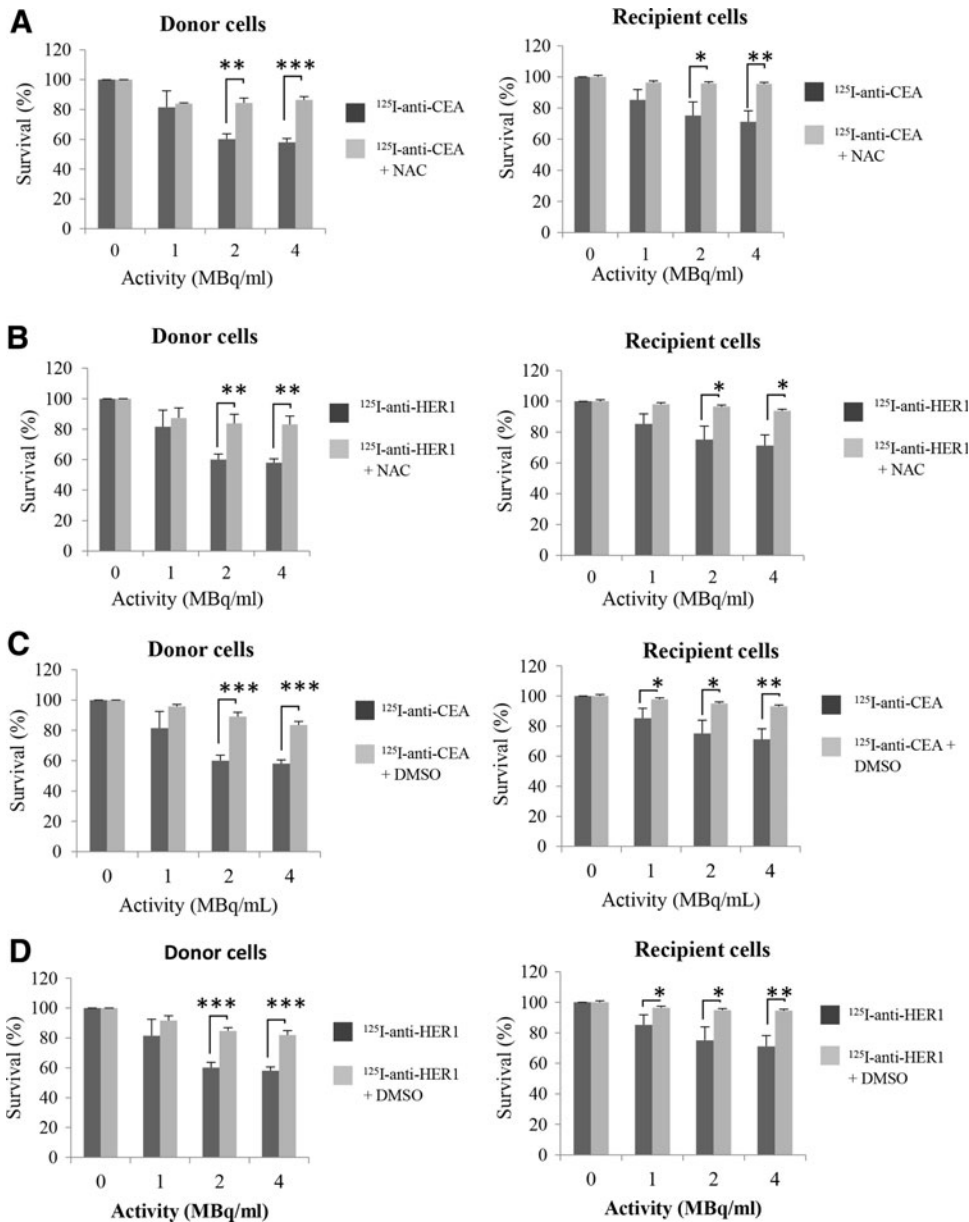 A
Donor cells
** ***
120
100
80
60
40
20
0
Survival (%)
0 1 2 4
Activity (MBq/ml)
¹²⁵I-anti-CEA
¹²⁵I-anti-CEA
+ NAC
Recipient cells
* **
120
100
80
60
40
20
0
Survival (%)
0 1 2 4
Activity (MBq/ml)
¹²⁵I-anti-CEA
¹²⁵I-anti-CEA
+ NAC
B
Donor cells
** **
120
100
80
60
40
20
0
Survival (%)
0 1 2 4
Activity (MBq/ml)
¹²⁵I-anti-HER1
¹²⁵I-anti-HER1
+ NAC
Recipient cells
* *
120
100
80
60
40
20
0
Survival (%)
0 1 2 4
Activity (MBq/ml)
¹²⁵I-anti-HER1
¹²⁵I-anti-HER1
+ NAC
C
Donor cells
*** ***
120
100
80
60
40
20
0
Survival (%)
0 1 2 4
Activity (MBq/mL)
¹²⁵I-anti-CEA
¹²⁵I-anti-CEA
+ DMSO
Recipient cells
* * **
120
100
80
60
40
20
0
Survival (%)
0 1 2 4
Activity (MBq/mL)
¹²⁵I-anti-CEA
¹²⁵I-anti-CEA +
DMSO
D
Donor cells
*** ***
120
100
80
60
40
20
0
Survival (%)
0 1 2 4
Activity (MBq/ml)
¹²⁵I-anti-HER1
¹²⁵I-anti-HER1
+ DMSO
Recipient cells
* * **
120
100
80
60
40
20
0
Survival (%)
0 1 2 4
Activity (MBq/ml)
¹²⁵I-anti-HER1
¹²⁵I-anti-HER1
+ DMSO